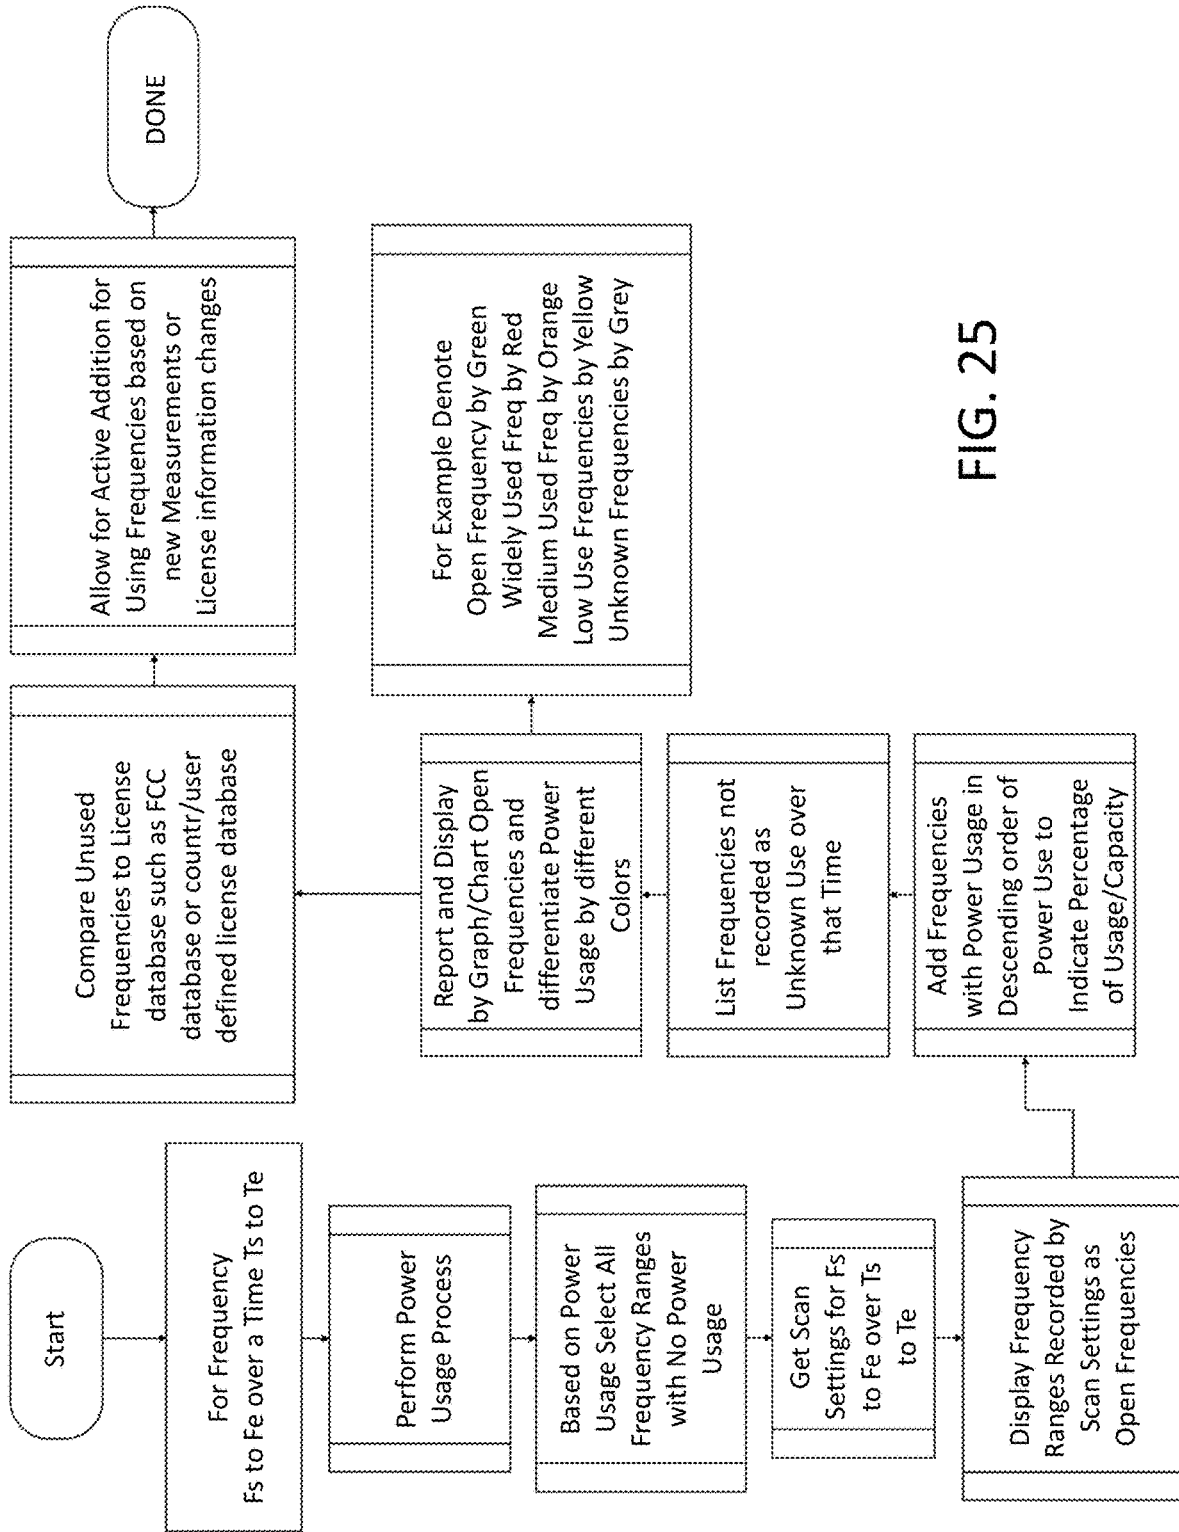 Start
For Frequency
Fs to Fe over a Time Ts to Te
Perform Power
Usage Process
Based on Power
Usage Select All
Frequency Ranges
with No Power
Usage
Get Scan
Settings for Fs
to Fe over Ts
to Te
Display Frequency
Ranges Recorded by
Scan Settings as
Open Frequencies
Add Frequencies
with Power Usage in
Descending order of
Power Use to
Indicate Percentage
of Usage/Capacity
List Frequencies not
recorded as
Unknown Use over
that Time
Report and Display
by Graph/Chart Open
Frequencies and
differentiate Power
Usage by different
Colors
For Example Denote
Open Frequency by Green
Widely Used Freq by Red
Medium Used Freq by Orange
Low Use Frequencies by Yellow
Unknown Frequencies by Grey
Compare Unused
Frequencies to License
database such as FCC
database or countr/user
defined license database
Allow for Active Addition for
Using Frequencies based on
new Measurements or
License information changes
DONE
FIG. 25